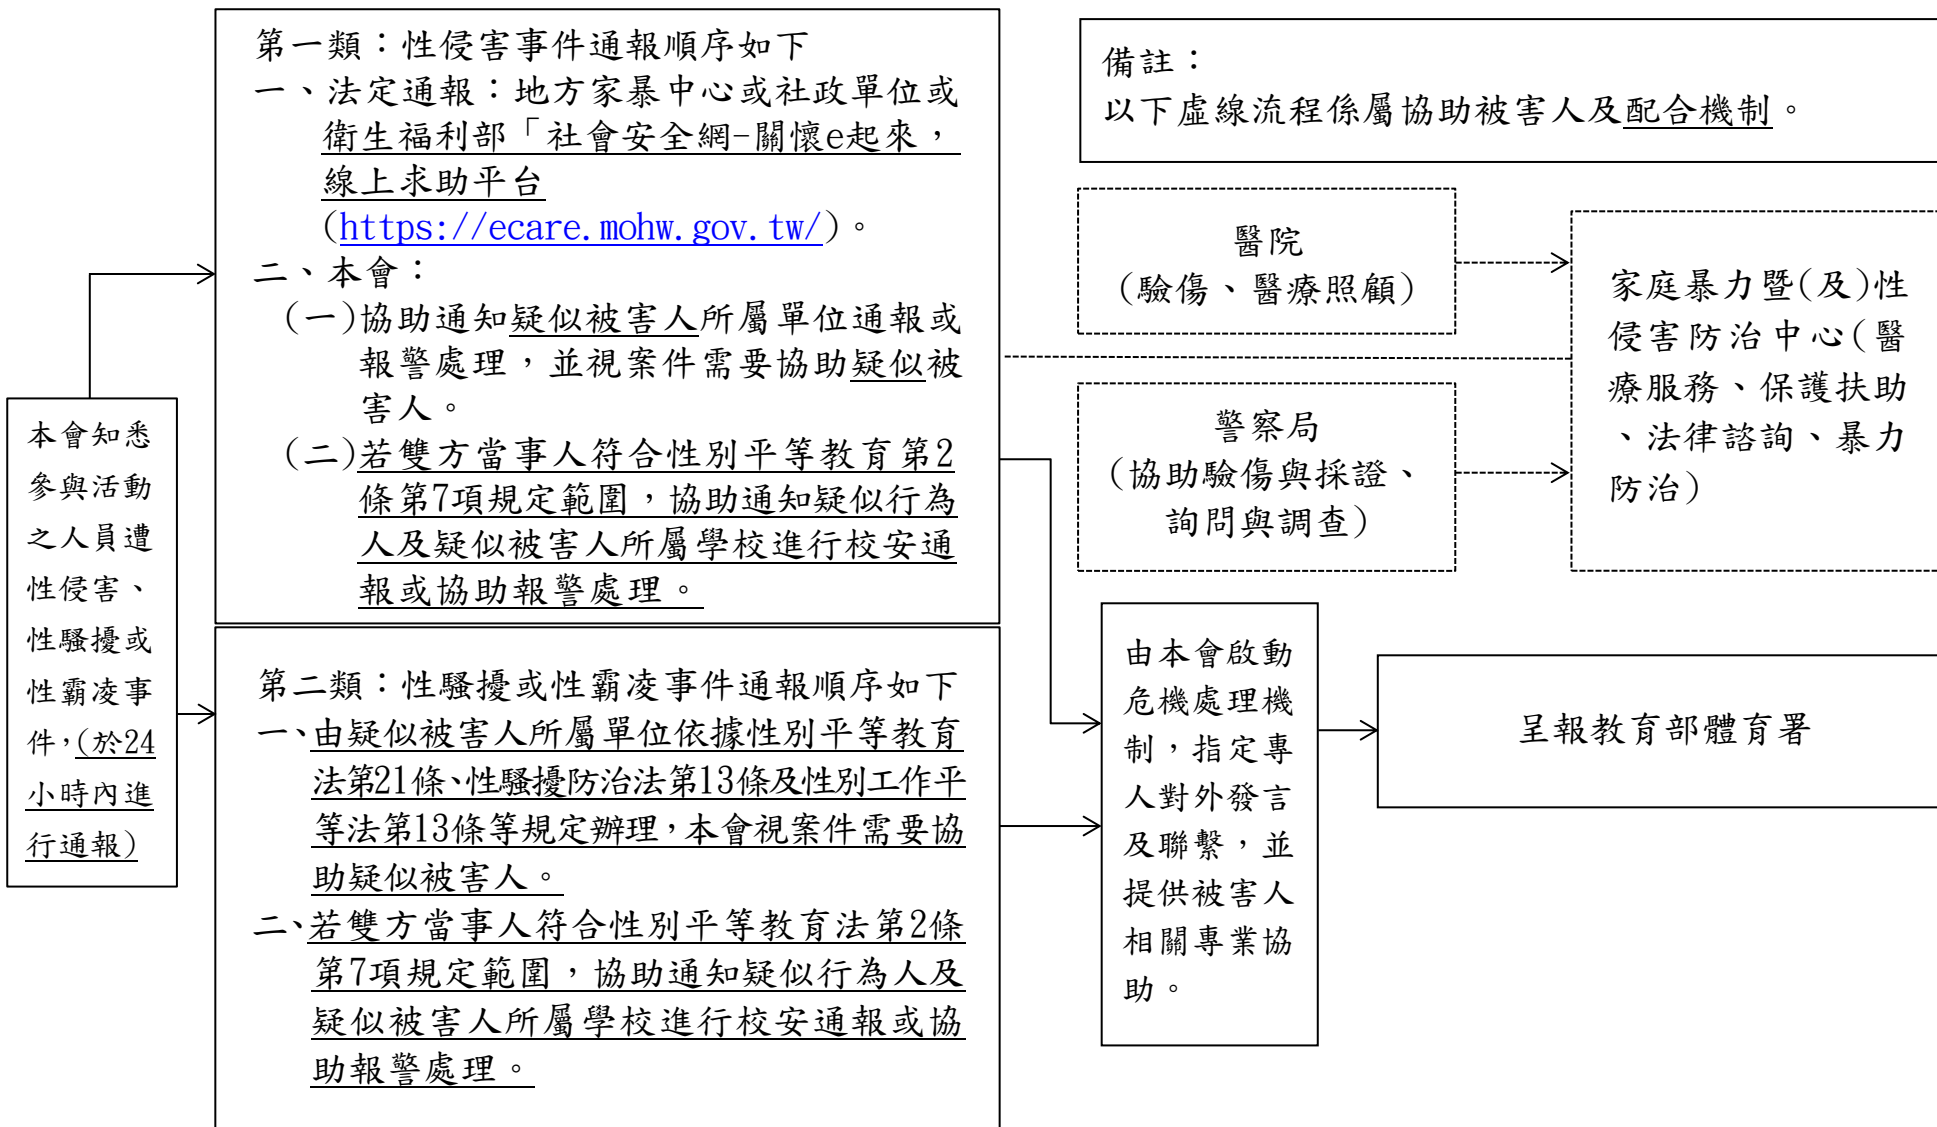 本會知悉
參與活動
之人員遭
性侵害、
性騷擾或
性霸凌事
件，(於24
小時內進
行通報)
第一類：性侵害事件通報順序如下
一、法定通報：地方家暴中心或社政單位或
衛生福利部「社會安全網-關懷e起來，
線上求助平台
(https://ecare.mohw.gov.tw/)。
二、本會：
(一)協助通知疑似被害人所屬單位通報或
報警處理，並視案件需要協助疑似被
害人。
(二)若雙方當事人符合性別平等教育第2
條第7項規定範圍，協助通知疑似行為
人及疑似被害人所屬學校進行校安通
報或協助報警處理。
第二類：性騷擾或性霸凌事件通報順序如下
一、由疑似被害人所屬單位依據性別平等教育
法第21條、性騷擾防治法第13條及性別工作平
等法第13條等規定辦理，本會視案件需要協
助疑似被害人。
二、若雙方當事人符合性別平等教育法第2條
第7項規定範圍，協助通知疑似行為人及
疑似被害人所屬學校進行校安通報或協
助報警處理。
備註：
以下虛線流程係屬協助被害人及配合機制。
醫院
(驗傷、醫療照顧)
警察局
(協助驗傷與採證、
詢問與調查)
家庭暴力暨(及)性
侵害防治中心(醫
療服務、保護扶助
、法律諮詢、暴力
防治)
由本會啟動
危機處理機
制，指定專
人對外發言
及聯繫，並
提供被害人
相關專業協
助。
呈報教育部體育署